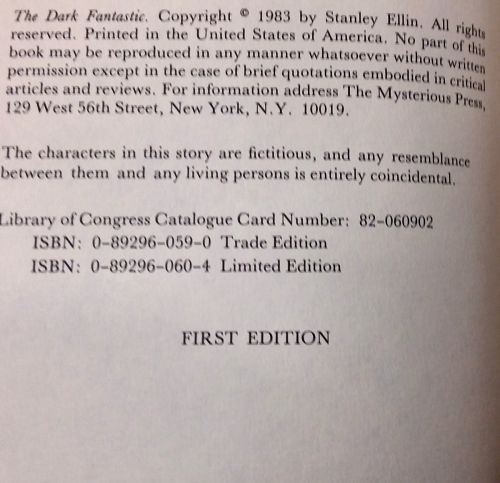 The Dark Fantastic. Copyright © 1983 by Stanley Ellin. All rights
reserved. Printed in the United States of America. No part of this
book may be reproduced in any manner whatsoever without written
permission except in the case of brief quotations embodied in critical
articles and reviews. For information address The Mysterious Press,
129 West 56th Street, New York, N.Y. 10019.
The characters in this story are fictitious, and any resemblance
between them and any living persons is entirely coincidental.
Library of Congress Catalogue Card Number: 82-060902
ISBN: 0-89296-059-0 Trade Edition
ISBN: 0-89296-060-4 Limited Edition
FIRST EDITION